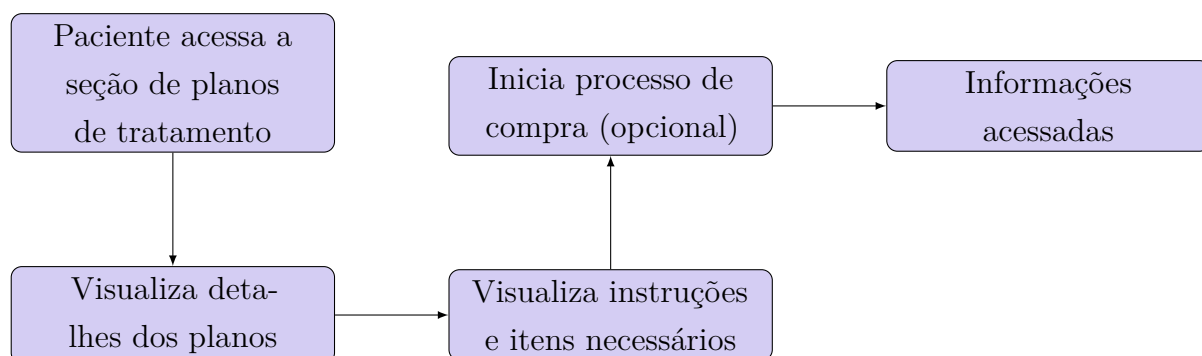 Paciente acessa a
seção de planos
de tratamento
Visualiza deta-
lhes dos planos
Visualiza instruções
e itens necessários
Inicia processo de
compra (opcional)
Informações
acessadas